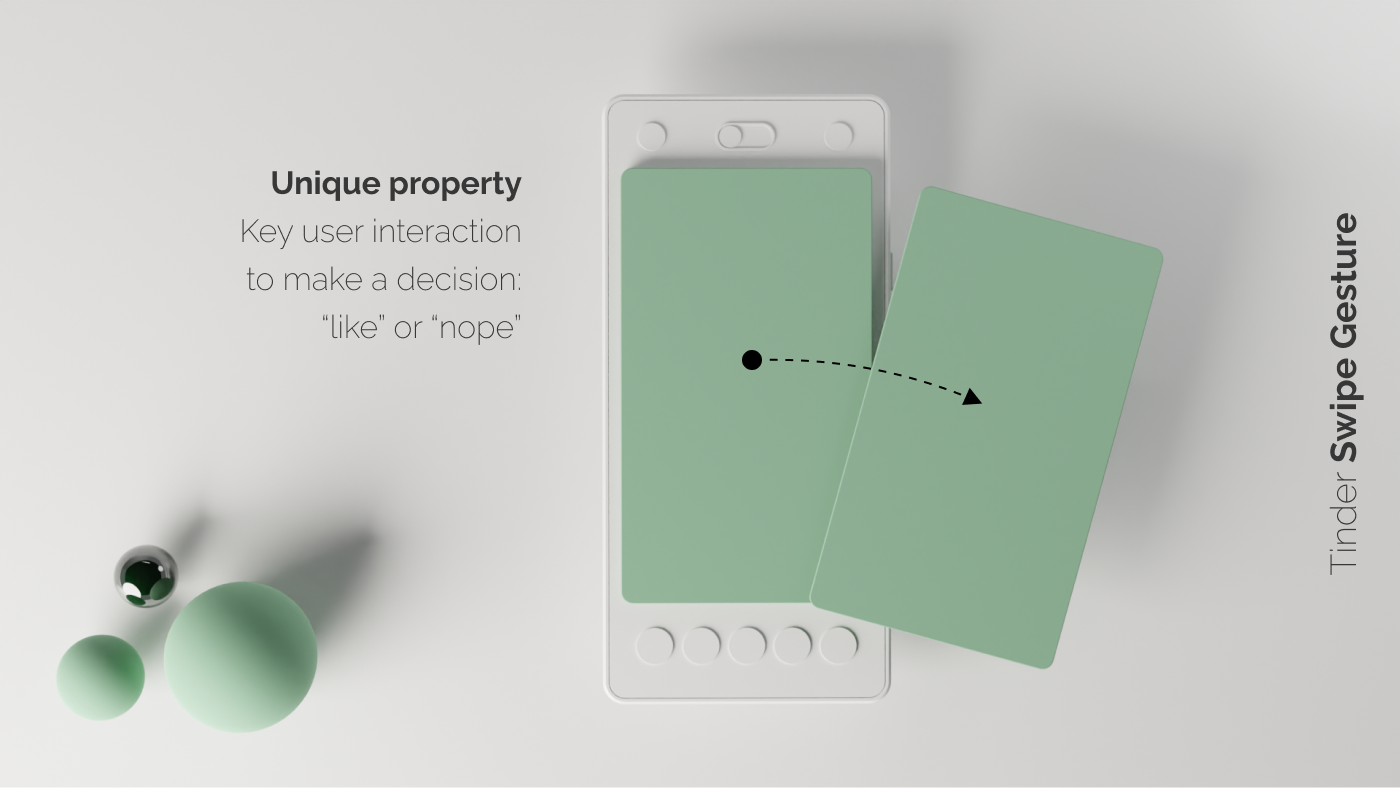 Unique property
Key user interaction
to make a decision:
“like” or “nope”
Tinder Swipe Gesture